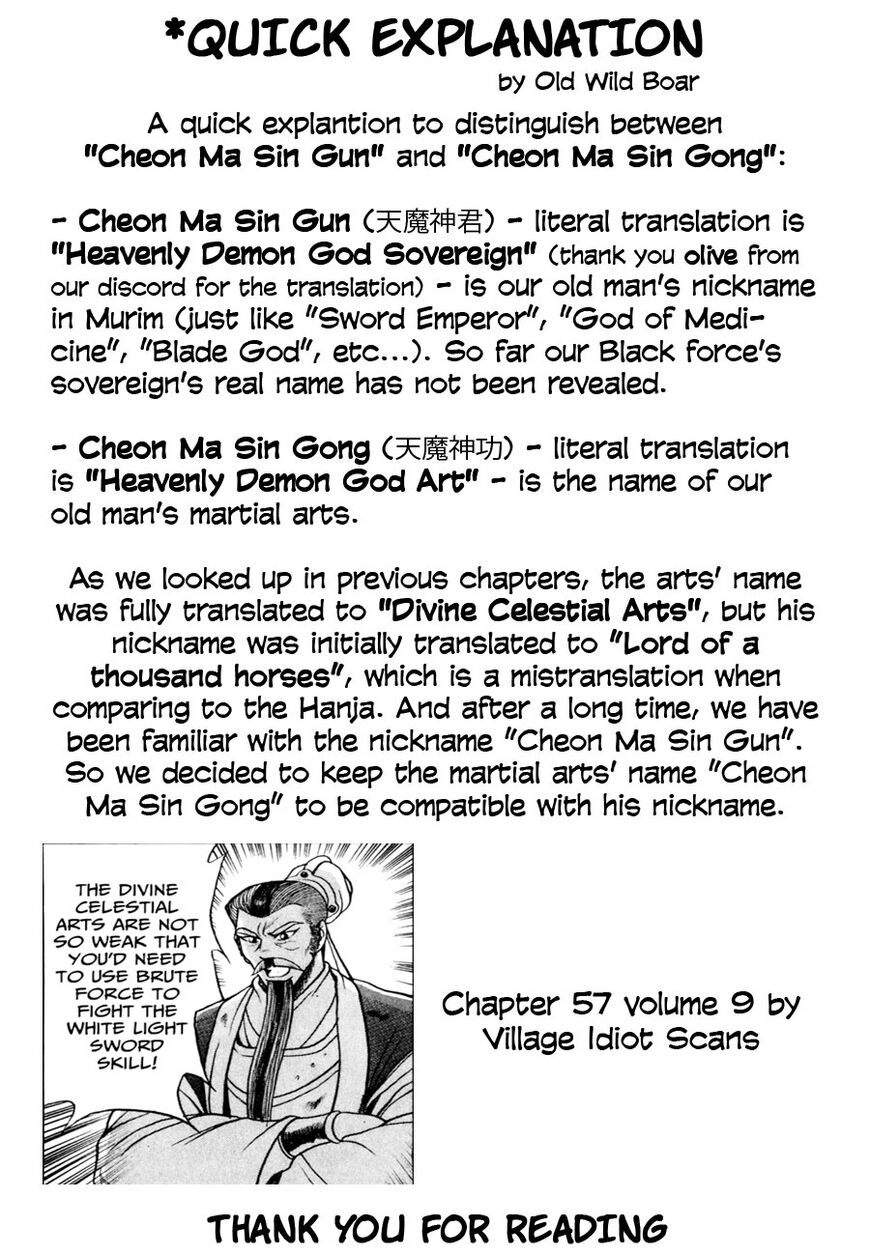 *QUICK EXPLANATION
by Old Wild Boar
A quick explantion to distinguish between
"Cheon Ma Sin Gun" and "Cheon Ma Sin Gong":
- Cheon Ma Sin Gun (天魔神君) - literal translation is
"Heavenly Demon God Sovereign" (thank you olive from
our discord for the translation) - is our old man's nickname
in Murim (just like "Sword Emperor", "God of Medi-
cine", "Blade God", etc...). So far our Black force's
sovereign's real name has not been revealed.
- Cheon Ma Sin Gong (天魔神功) - literal translation
is "Heavenly Demon God Art" - is the name of our
old man's martial arts.
As we looked up in previous chapters, the arts' name
was fully translated to "Divine Celestial Arts", but his
nickname was initially translated to "Lord of a
thousand horses", which is a mistranslation when
comparing to the Hanja. And after a long time, we have
been familiar with the nickname "Cheon Ma Sin Gun".
So we decided to keep the martial arts' name "Cheon
Ma Sin Gong" to be compatible with his nickname.
THE DIVINE
CELESTIAL
ARTS ARE NOT
SO WEAK THAT
YOU'D NEED
TO USE BRUTE
FORCE TO
FIGHT THE
WHITE LIGHT
SWORD
SKILL!
Chapter 57 volume 9 by
Village Idiot Scans
THANK YOU FOR READING